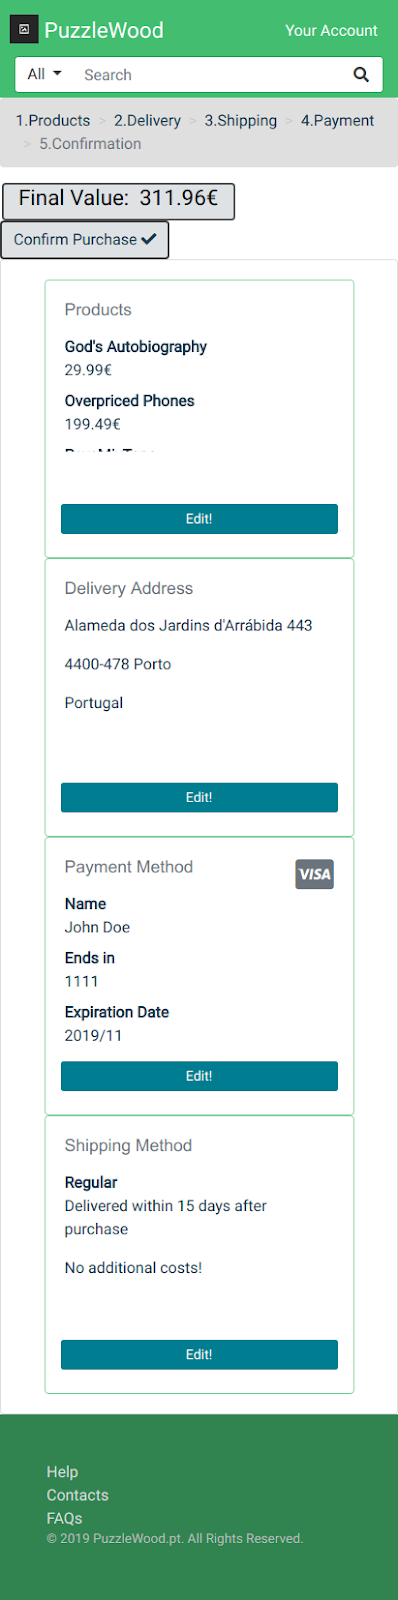 PuzzleWood
Your Account
All
Search
1.Products > 2.Delivery > 3.Shipping > 4.Payment
> 5.Confirmation
Final Value: 311.96€
Confirm Purchase
Products
God's Autobiography
29.99€
Overpriced Phones
199.49€
Edit!
Delivery Address
Alameda dos Jardins d'Arrábida 443
4400-478 Porto
Portugal
Edit!
Payment Method
VISA
Name
John Doe
Ends in
1111
Expiration Date
2019/11
Edit!
Shipping Method
Regular
Delivered within 15 days after
purchase
No additional costs!
Edit!
Help
Contacts
FAQs
© 2019 PuzzleWood.pt. All Rights Reserved.